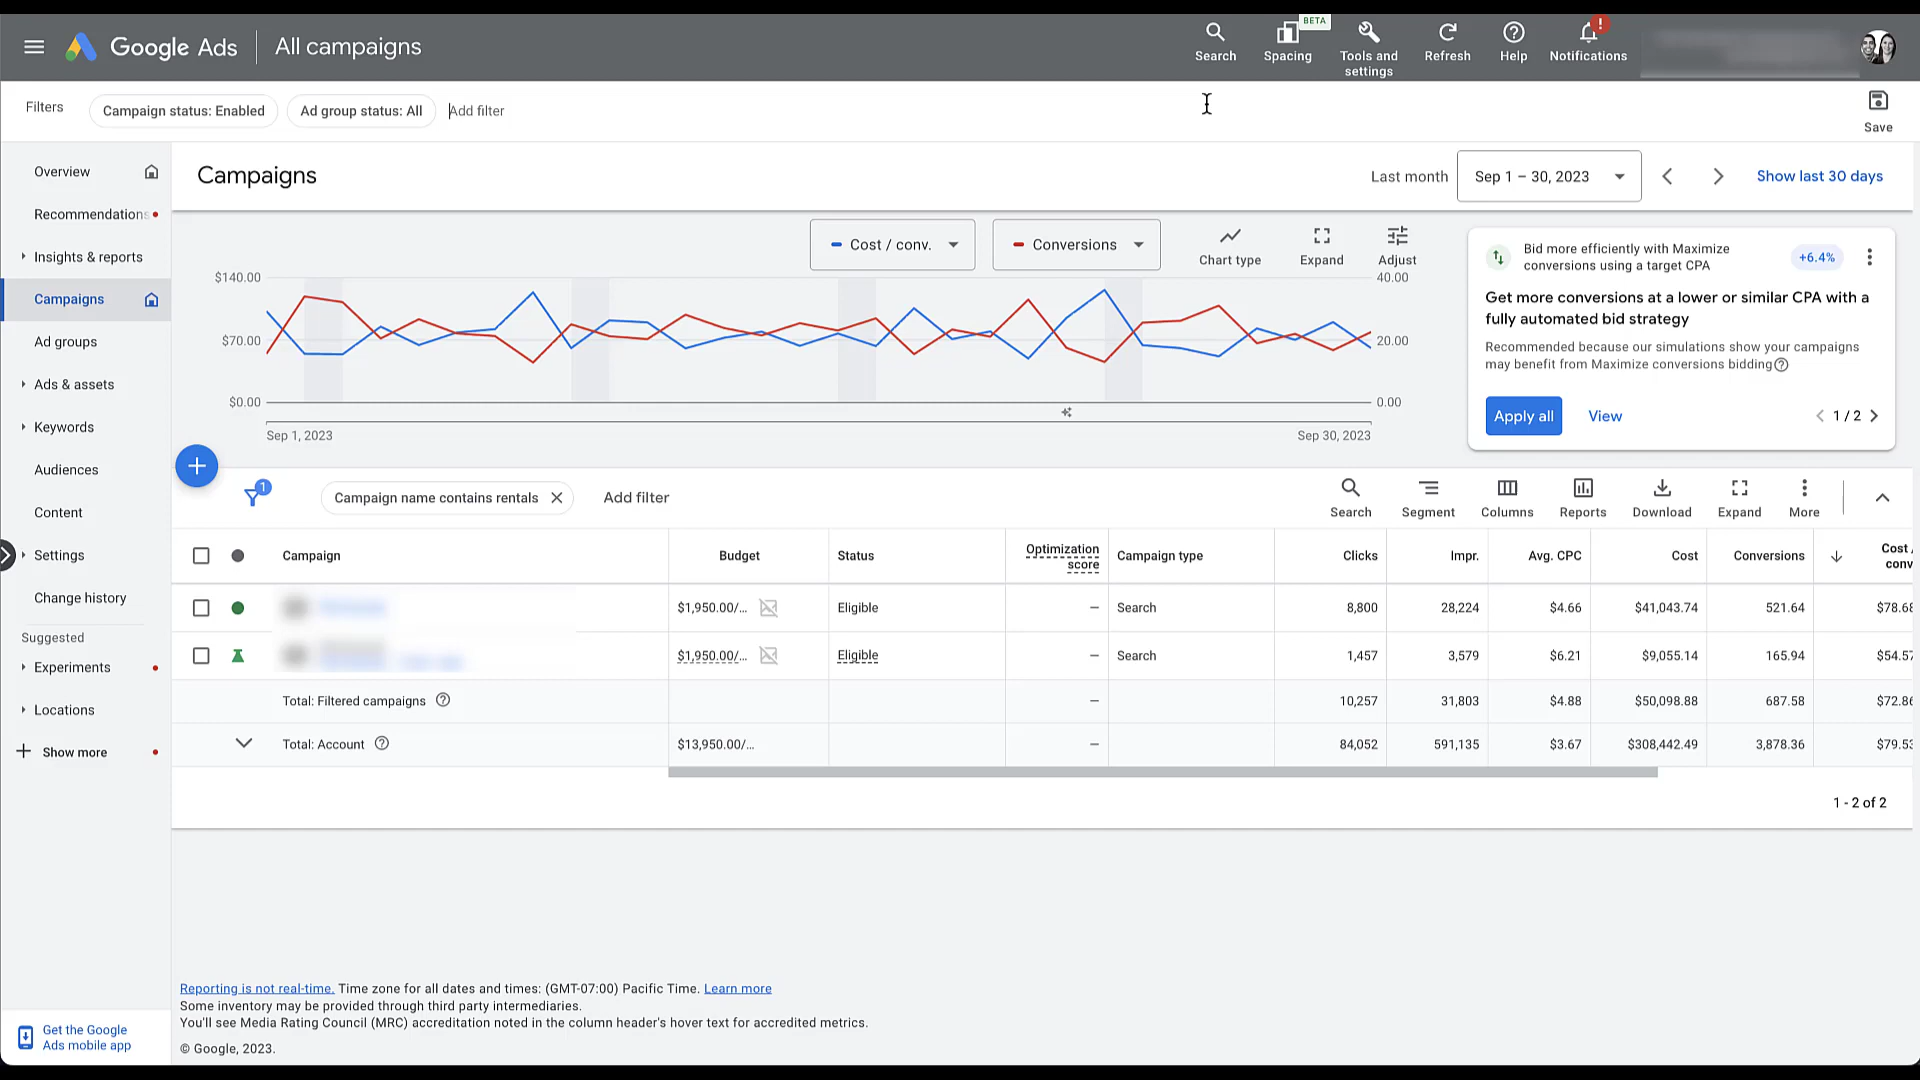 Google Ads
All campaigns
Search
BETA
Spacing
Tools and
settings
Refresh
Help
!
Notifications
Filters
Campaign status: Enabled
Ad group status: All
Add filter
Save
Overview
Recommendations
Insights & reports
Campaigns
Ad groups
Ads & assets
Keywords
Audiences
Content
Settings
Change history
Suggested
Experiments
Locations
Show more
Get the Google
Ads mobile app
Campaigns
Last month
Sep 1 – 30, 2023
Show last 30 days
Cost / conv.
Conversions
Chart type
Expand
Adjust
$140.00
$70.00
$0.00
40.00
20.00
0.00
Sep 1, 2023
Sep 30, 2023
Bid more efficiently with Maximize
conversions using a target CPA
+6.4%
Get more conversions at a lower or similar CPA with a
fully automated bid strategy
Recommended because our simulations show your campaigns
may benefit from Maximize conversions bidding
Apply all
View
1 / 2
1
Campaign name contains rentals
Add filter
Search
Segment
Columns
Reports
Download
Expand
More
Campaign Budget Status Optimization score Campaign type Clicks Impr. Avg. CPC Cost Conversions Cost / conv
$1,950.00/... Eligible – Search 8,800 28,224 $4.66 $41,043.74 521.64 $78.68
$1,950.00/... Eligible – Search 1,457 3,579 $6.21 $9,055.14 165.94 $54.57
Total: Filtered campaigns – 10,257 31,803 $4.88 $50,098.88 687.58 $72.86
Total: Account $13,950.00/... – 84,052 591,135 $3.67 $308,442.49 3,878.36 $79.53
1 - 2 of 2
Reporting is not real-time. Time zone for all dates and times: (GMT-07:00) Pacific Time. Learn more
Some inventory may be provided through third party intermediaries.
You'll see Media Rating Council (MRC) accreditation noted in the column header's hover text for accredited metrics.
© Google, 2023.